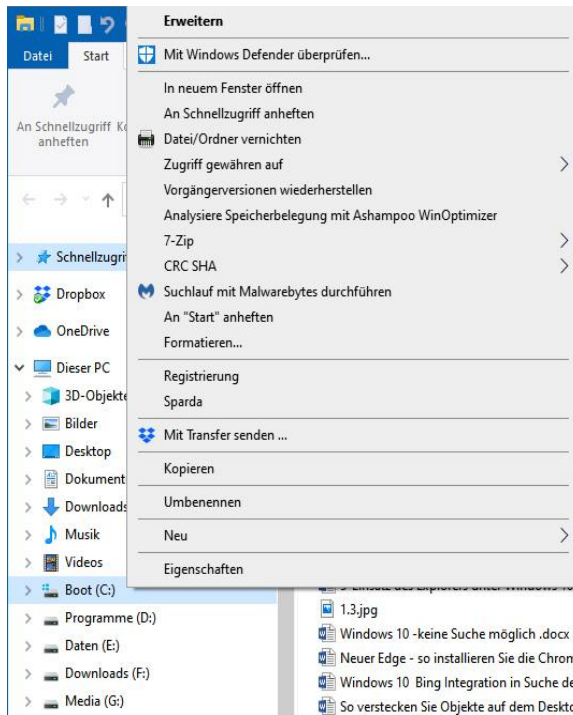 Datei Start
An Schnellzugriff
anheften
Schnellzugri
Dropbox
OneDrive
Dieser PC
3D-Objekte
Bilder
Desktop
Dokument
Downloads
Musik
Videos
Boot (C:)
Programme (D:)
Daten (E:)
Downloads (F:)
Media (G:)
Erweitern
Mit Windows Defender überprüfen...
In neuem Fenster öffnen
An Schnellzugriff anheften
Datei/Ordner vernichten
Zugriff gewähren auf
Vorgängerversionen wiederherstellen
Analysiere Speicherbelegung mit Ashampoo WinOptimizer
7-Zip
CRC SHA
Suchlauf mit Malwarebytes durchführen
An "Start" anheften
Formatieren...
Registrierung
Sparda
Mit Transfer senden ...
Kopieren
Umbenennen
Neu
Eigenschaften
1.3.jpg
Windows 10 -keine Suche möglich .docx
Neuer Edge - so installieren Sie die Chrom
Windows 10 Bing Integration in Suche de
So verstecken Sie Objekte auf dem Deskto